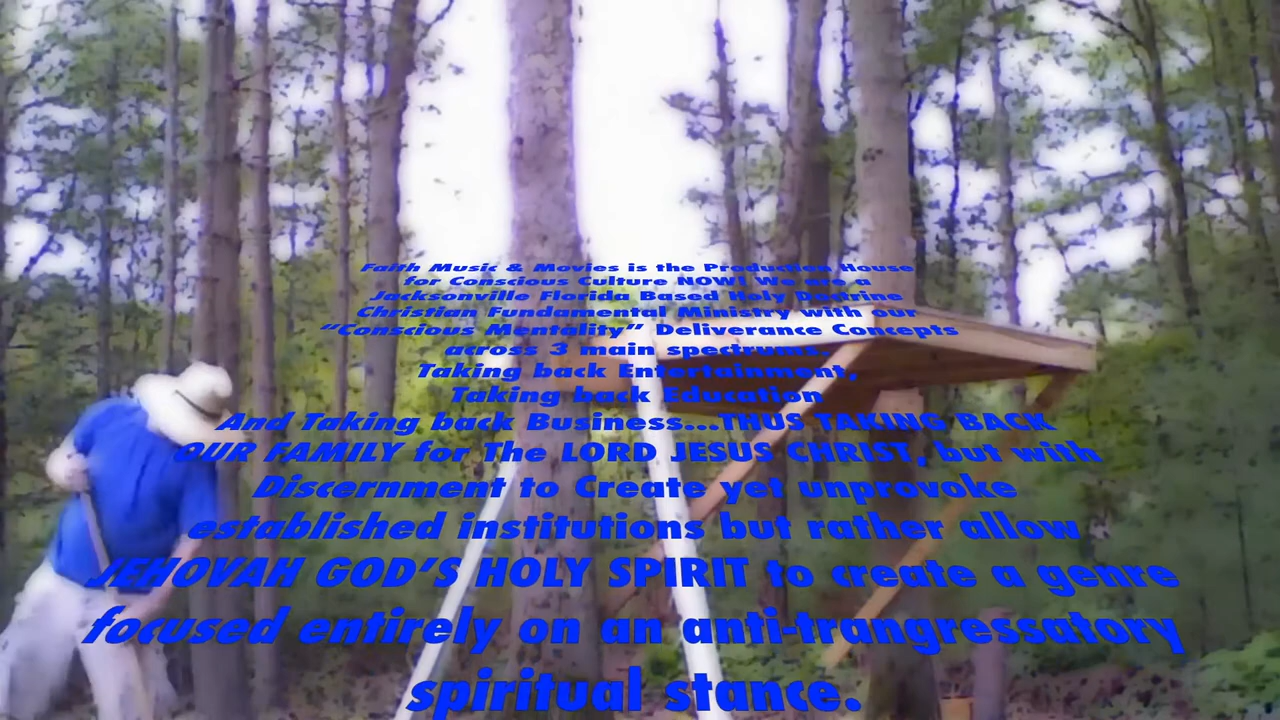 Faith Music & Movies is the Production House
for Conscious Culture NOW! We are a
Jacksonville Florida Based Holy Doctrine
Christian Fundamental Ministry with our
“Conscious Mentality” Deliverance Concepts
across 3 main spectrums.
Taking back Entertainment,
Taking back Education
And Taking back Business...THUS TAKING BACK
OUR FAMILY for The LORD JESUS CHRIST, but with
Discernment to Create yet unprovoke
established institutions but rather allow
JEHOVAH GOD’S HOLY SPIRIT to create a genre
focused entirely on an anti-trangressatory
spiritual stance.